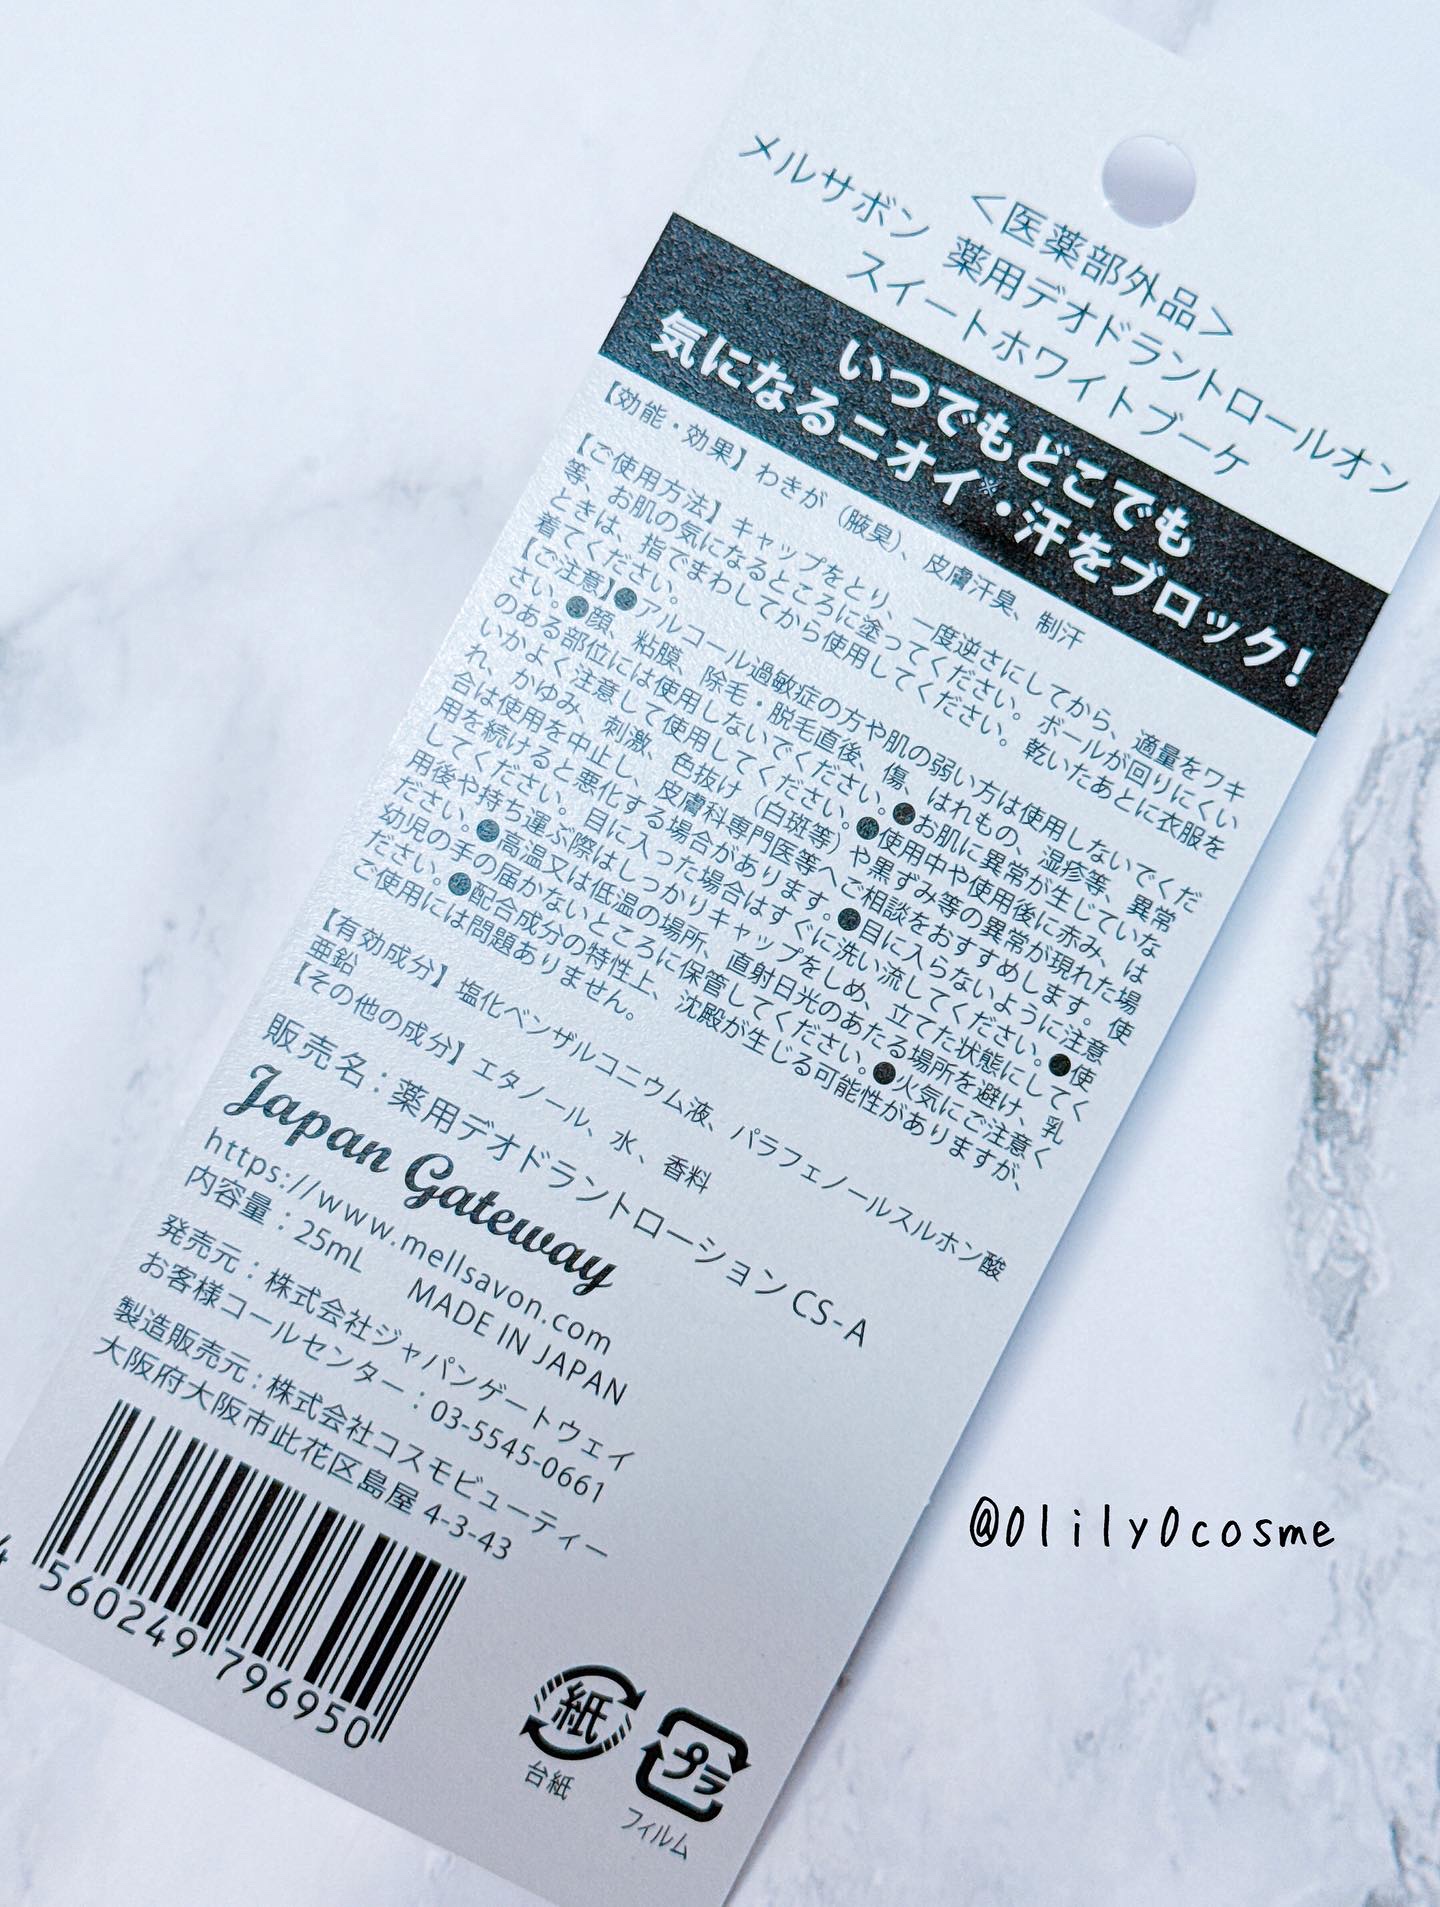 <医薬部外品>
メルサボン 薬用デオドラントロールオン
スイートホワイトブーケ
いつでもどこでも
気になるニオイ※・汗をブロック!
【効能・効果】わきが(腋臭)、皮膚汗臭、制汗
【ご使用方法】キャップをとり、一度逆さにしてから、適量をワキ
等、お肌の気になるところに塗ってください。ボールが回りにくい
ときは、指でまわしてから使用してください。乾いたあとに衣服を
着てください。
【ご注意】●アルコール過敏症の方や肌の弱い方は使用しないでくだ
さい。●顔、粘膜、除毛・脱毛直後、傷、はれもの、湿疹等、異常
のある部位には使用しないでください。●お肌に異常が生じていな
いかよく注意して使用してください。●使用中や使用後に赤み、は
れ、かゆみ、刺激、色抜け(白斑等)や黒ずみ等の異常が現れた場
合は使用を中止し、皮膚科専門医等へご相談をおすすめします。使
用を続けると悪化する場合があります。●目に入らないように注意
してください。目に入った場合はすぐに洗い流してください。●使
用後や持ち運ぶ際はしっかりキャップをしめ、立てた状態にしてく
ださい。●高温又は低温の場所、直射日光のあたる場所を避け、乳
幼児の手の届かないところに保管してください。●火気にご注意く
ださい。●配合成分の特性上、沈殿が生じる可能性がありますが、
ご使用には問題ありません。
【有効成分】塩化ベンザルコニウム液、パラフェノールスルホン酸
亜鉛
【その他の成分】エタノール、水、香料
販売名:薬用デオドラントローションCS-A
Japan Gateway
https://www.mellsavon.com
内容量:25mL MADE IN JAPAN
発売元:株式会社ジャパンゲートウェイ
お客様コールセンター:03-5545-0661
製造販売元:株式会社コスモビューティー
大阪府大阪市此花区島屋4-3-43
4 560249 796950
紙
台紙
プラ
フィルム
@0lily0cosme